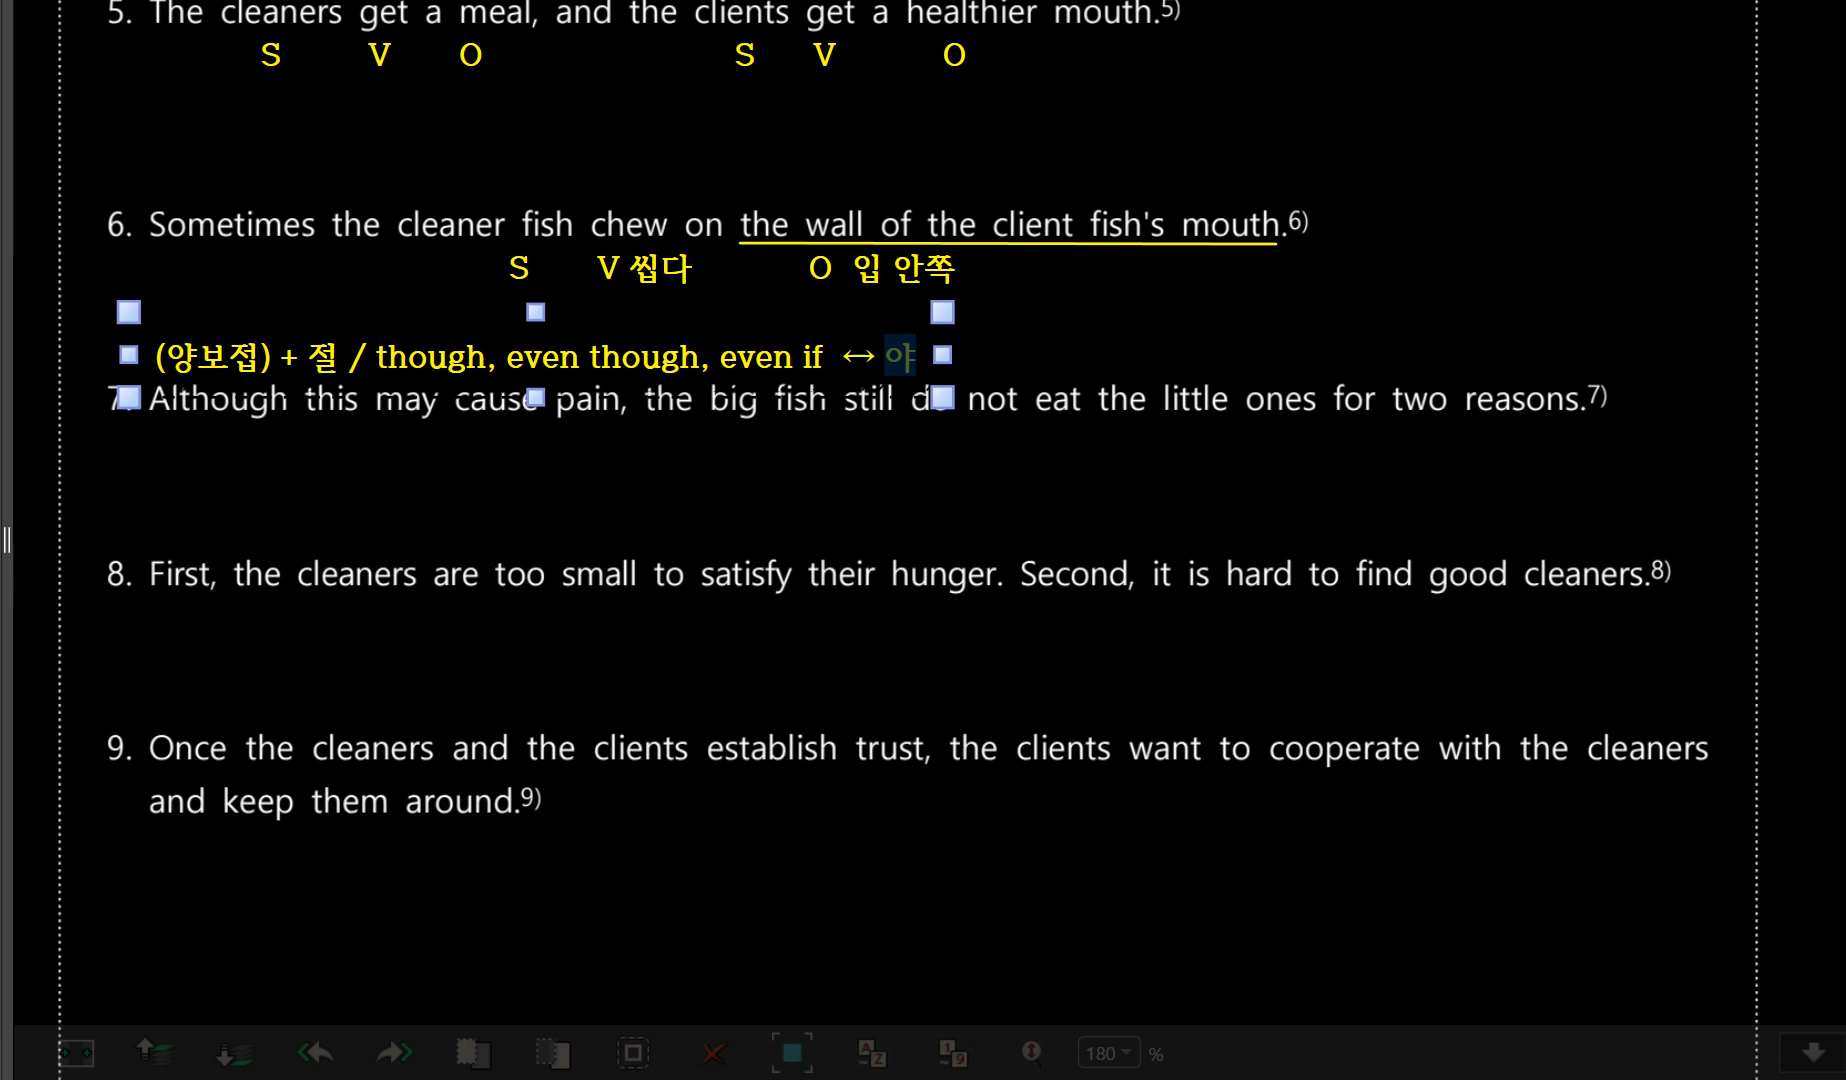 5. The cleaners get a meal, and the clients get a healthier mouth.5)
S V O S V O
6. Sometimes the cleaner fish chew on the wall of the client fish's mouth.6)
S V 씹다 O 입 안쪽
(양보접) + 절 / though, even though, even if ↔ 야
7. Although this may cause pain, the big fish still do not eat the little ones for two reasons.7)
8. First, the cleaners are too small to satisfy their hunger. Second, it is hard to find good cleaners.8)
9. Once the cleaners and the clients establish trust, the clients want to cooperate with the cleaners
and keep them around.9)
180 %